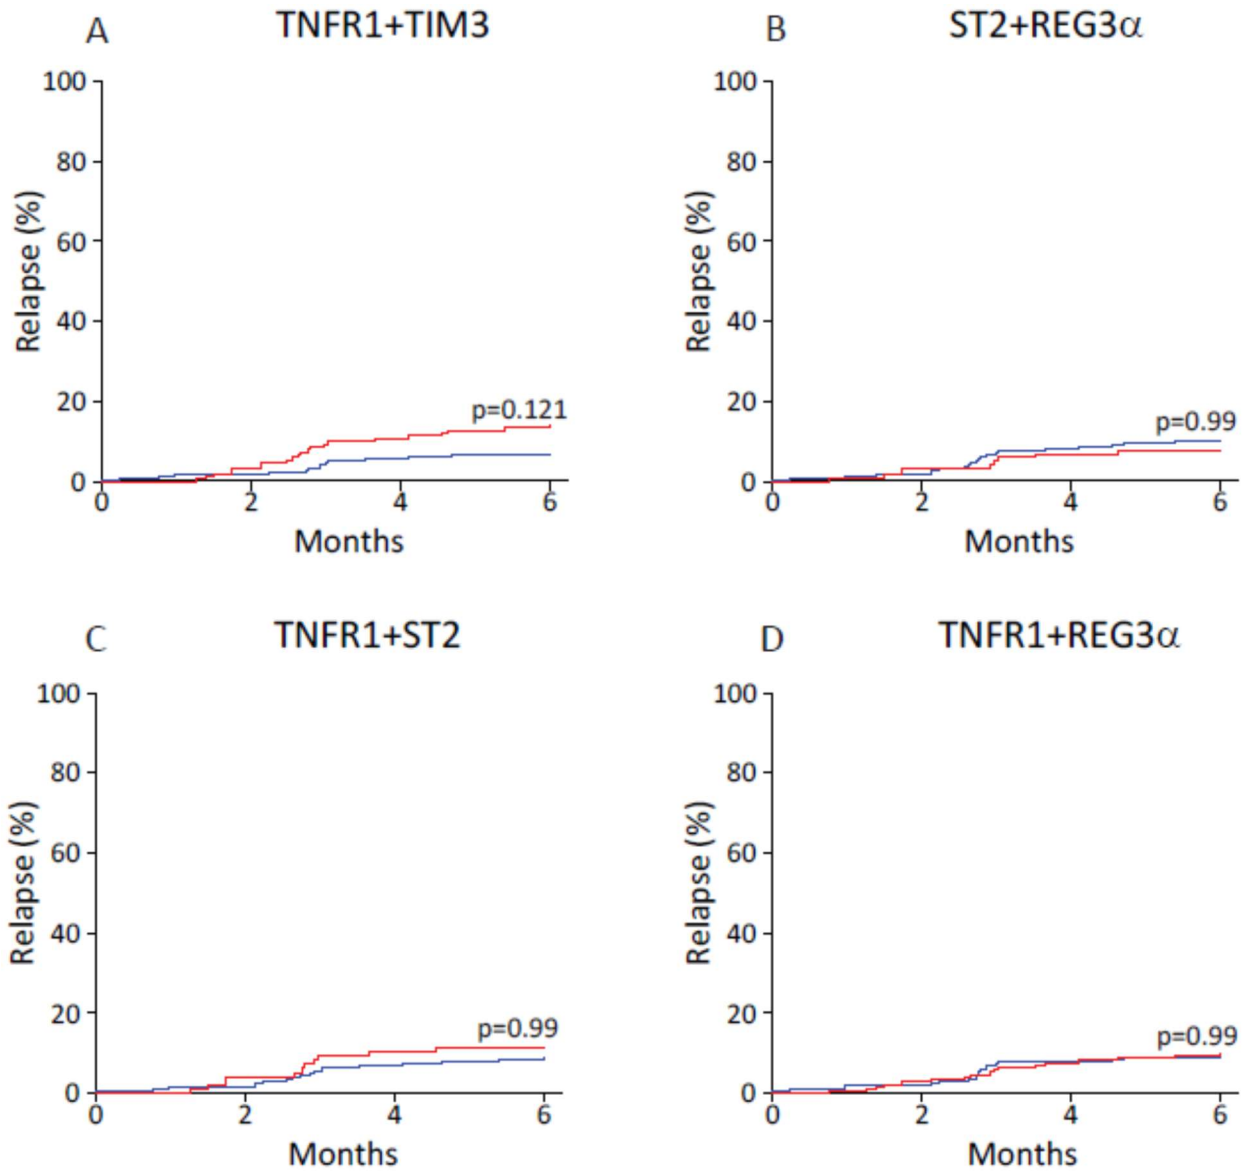 A
TNFR1+TIM3
100
80
60
40
20
0
Relapse (%)
p=0.121
0 2 4 6
Months
B
ST2+REG3α
100
80
60
40
20
0
Relapse (%)
p=0.99
0 2 4 6
Months
C
TNFR1+ST2
100
80
60
40
20
0
Relapse (%)
p=0.99
0 2 4 6
Months
D
TNFR1+REG3α
100
80
60
40
20
0
Relapse (%)
p=0.99
0 2 4 6
Months